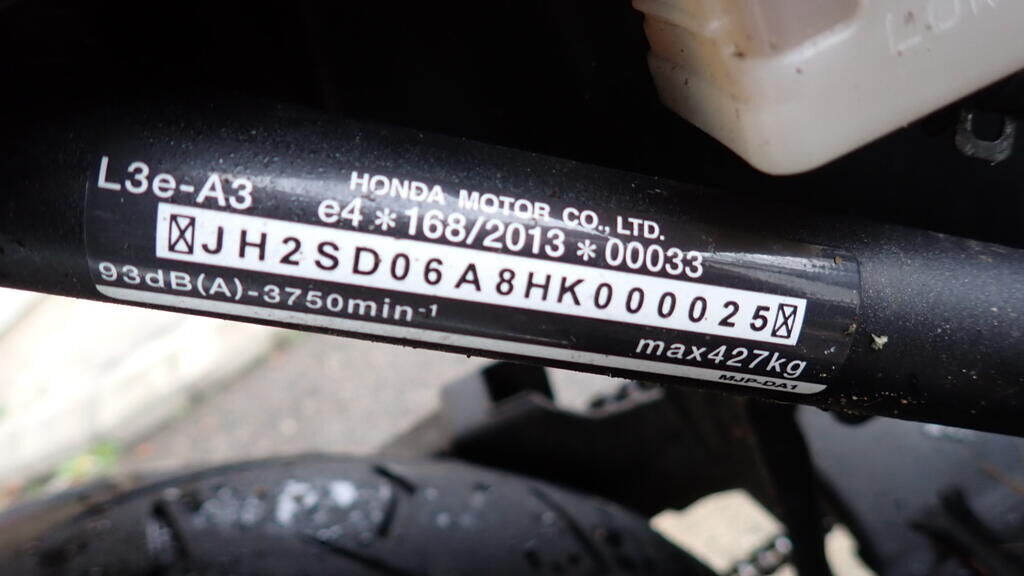 L3e-A3
HONDA MOTOR CO., LTD.
e4*168/2013*00033
JH2SD06A8HK000025
93dB(A)-3750min-1
max427kg
MJP-DA1